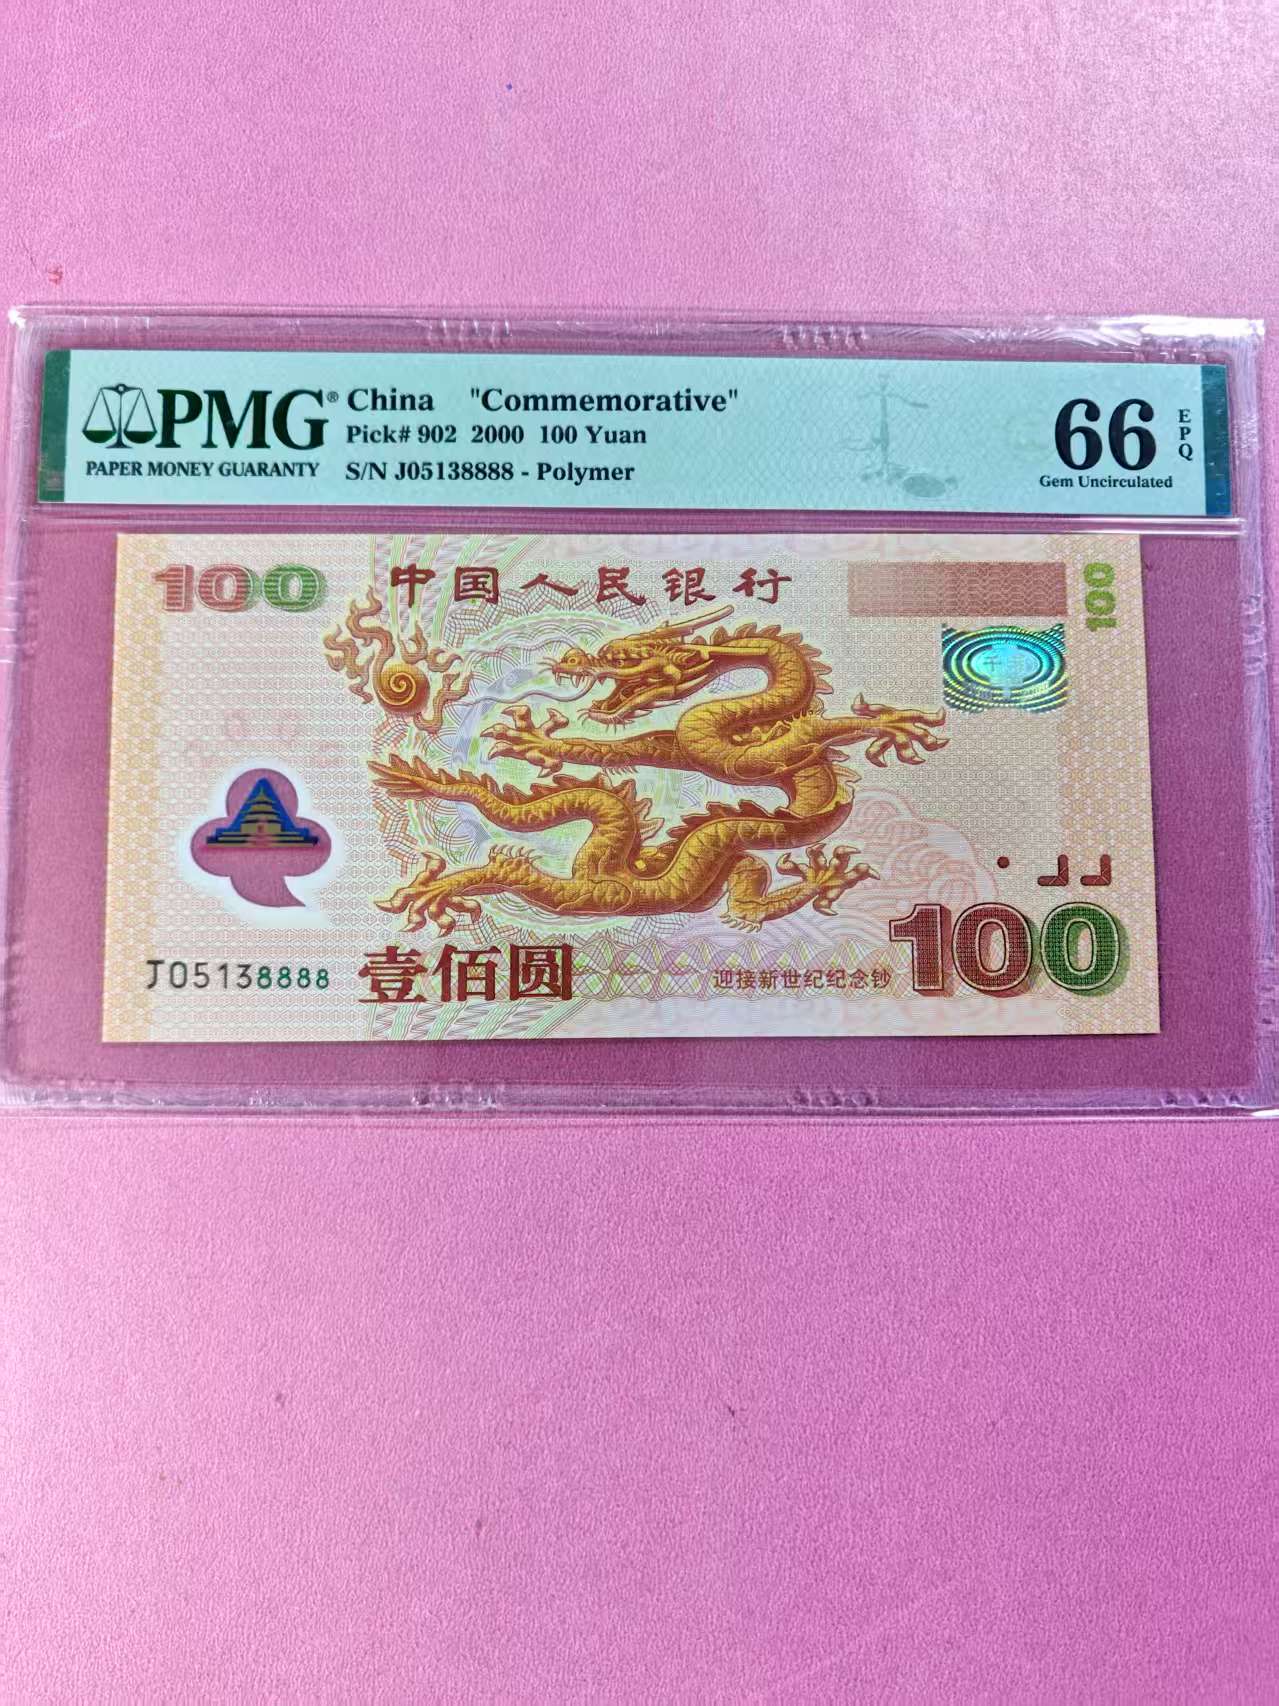 PMG® China "Commemorative"
PAPER MONEY GUARANTY
Pick# 902 2000 100 Yuan
S/N J05138888 - Polymer
66 EPQ
Gem Uncirculated
100 中国人民银行 100
J05138888 壹佰圆 迎接新世纪纪念钞 100